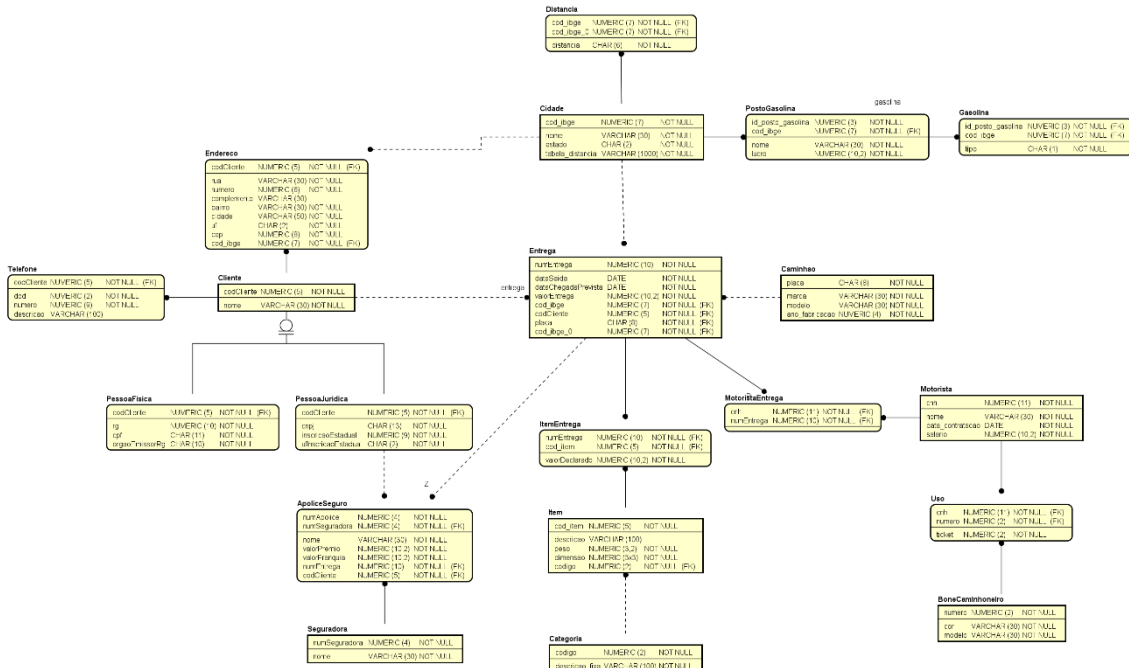 Distancia
cod_ibge NUMERIC (7) NOT NULL (FK)
cod_ibge_0 NUMERIC (7) NOT NULL (FK)
distancia CHAR (6) NOT NULL
Cidade
cod_ibge NUMERIC (7) NOT NULL
nome VARCHAR (30) NOT NULL
estado CHAR (2) NOT NULL
tabela_distancia VARCHAR (1000) NOT NULL
PostoGasolina
id_posto_gasolina NUMERIC (3) NOT NULL
cod_ibge NUMERIC (7) NOT NULL (FK)
nome VARCHAR (30) NOT NULL
lucro NUMERIC (10,2) NOT NULL
gasolina
Gasolina
id_posto_gasolina NUMERIC (3) NOT NULL (FK)
cod_ibge NUMERIC (7) NOT NULL (FK)
tipo CHAR (1) NOT NULL
Endereco
codCliente NUMERIC (5) NOT NULL (FK)
rua VARCHAR (30) NOT NULL
numero NUMERIC (6) NOT NULL
complemento VARCHAR (30)
bairro VARCHAR (30) NOT NULL
cidade VARCHAR (50) NOT NULL
uf CHAR (2) NOT NULL
cep NUMERIC (8) NOT NULL
cod_ibge NUMERIC (7) NOT NULL (FK)
Telefone
codCliente NUMERIC (5) NOT NULL (FK)
ddd NUMERIC (2) NOT NULL
numero NUMERIC (9) NOT NULL
descricao VARCHAR (100)
Cliente
codCliente NUMERIC (5) NOT NULL
nome VARCHAR (30) NOT NULL
entrega
Entrega
numEntrega NUMERIC (10) NOT NULL
dataSaida DATE NOT NULL
dataChegadaPrevista DATE NOT NULL
valorEntrega NUMERIC (10,2) NOT NULL
cod_ibge NUMERIC (7) NOT NULL (FK)
codCliente NUMERIC (5) NOT NULL (FK)
placa CHAR (8) NOT NULL (FK)
cod_ibge_0 NUMERIC (7) NOT NULL (FK)
Caminhao
placa CHAR (8) NOT NULL
marca VARCHAR (30) NOT NULL
modelo VARCHAR (30) NOT NULL
ano_fabricacao NUMERIC (4) NOT NULL
PessoaFisica
codCliente NUMERIC (5) NOT NULL (FK)
rg NUMERIC (10) NOT NULL
cpf CHAR (11) NOT NULL
orgaoEmissorRg CHAR (10) NOT NULL
PessoaJuridica
codCliente NUMERIC (5) NOT NULL (FK)
cnpj CHAR (13) NOT NULL
inscricaoEstadual NUMERIC (9) NOT NULL
ufInscricaoEstadua CHAR (2) NOT NULL
MotoristaEntrega
cnh NUMERIC (11) NOT NULL (FK)
numEntrega NUMERIC (10) NOT NULL (FK)
Motorista
cnh NUMERIC (11) NOT NULL
nome VARCHAR (30) NOT NULL
data_contratacao DATE NOT NULL
salario NUMERIC (10,2) NOT NULL
ItemEntrega
numEntrega NUMERIC (10) NOT NULL (FK)
cod_item NUMERIC (5) NOT NULL (FK)
valorDeclarado NUMERIC (10,2) NOT NULL
Z
ApoliceSeguro
numApolice NUMERIC (4) NOT NULL
numSeguradora NUMERIC (4) NOT NULL (FK)
nome VARCHAR (30) NOT NULL
valorPremio NUMERIC (10,2) NOT NULL
valorFranquia NUMERIC (10,2) NOT NULL
numEntrega NUMERIC (10) NOT NULL (FK)
codCliente NUMERIC (5) NOT NULL (FK)
Item
cod_item NUMERIC (5) NOT NULL
descricao VARCHAR (100)
peso NUMERIC (3,2) NOT NULL
dimensao NUMERIC (3x3) NOT NULL
codigo NUMERIC (2) NOT NULL (FK)
Uso
cnh NUMERIC (11) NOT NULL (FK)
numero NUMERIC (2) NOT NULL (FK)
ticket NUMERIC (2) NOT NULL
Seguradora
numSeguradora NUMERIC (4) NOT NULL
nome VARCHAR (30) NOT NULL
Categoria
codigo NUMERIC (2) NOT NULL
VARCHAR (100) NOT NULL
BoneCaminhoneiro
numero NUMERIC (2) NOT NULL
cor VARCHAR (30) NOT NULL
modelo VARCHAR (30) NOT NULL